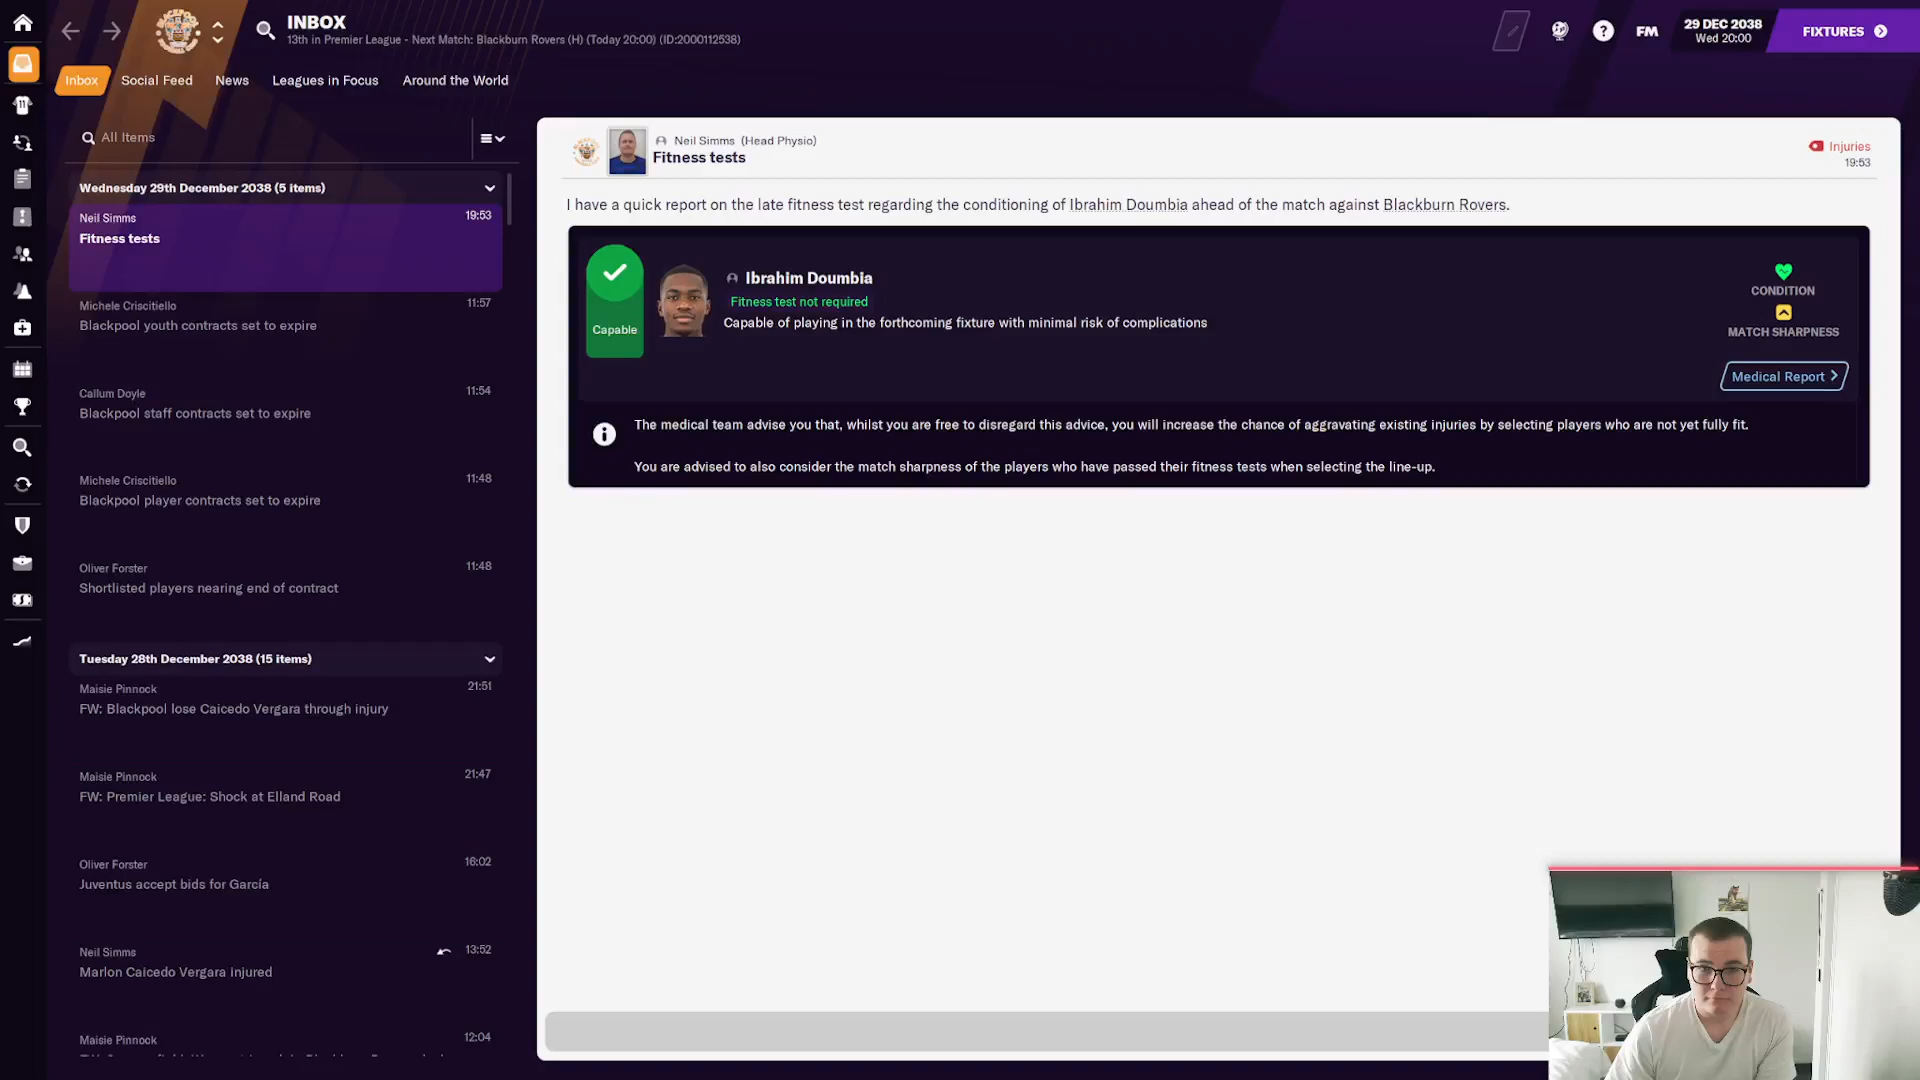 INBOX
13th in Premier League - Next Match: Blackburn Rovers (H) (Today 20:00) (ID:2000112538)
FM
29 DEC 2038
Wed 20:00
FIXTURES
Inbox
Social Feed
News
Leagues in Focus
Around the World
All Items
Wednesday 29th December 2038 (5 items)
Neil Simms
19:53
Fitness tests
Michele Criscitiello
11:57
Blackpool youth contracts set to expire
Callum Doyle
11:54
Blackpool staff contracts set to expire
Michele Criscitiello
11:48
Blackpool player contracts set to expire
Oliver Forster
11:48
Shortlisted players nearing end of contract
Tuesday 28th December 2038 (15 items)
Maisie Pinnock
21:51
FW: Blackpool lose Caicedo Vergara through injury
Maisie Pinnock
21:47
FW: Premier League: Shock at Elland Road
Oliver Forster
16:02
Juventus accept bids for García
Neil Simms
13:52
Marlon Caicedo Vergara injured
Maisie Pinnock
12:04
Neil Simms (Head Physio)
Fitness tests
Injuries
19:53
I have a quick report on the late fitness test regarding the conditioning of Ibrahim Doumbia ahead of the match against Blackburn Rovers.
Capable
Ibrahim Doumbia
Fitness test not required
Capable of playing in the forthcoming fixture with minimal risk of complications
CONDITION
MATCH SHARPNESS
Medical Report
The medical team advise you that, whilst you are free to disregard this advice, you will increase the chance of aggravating existing injuries by selecting players who are not yet fully fit.
You are advised to also consider the match sharpness of the players who have passed their fitness tests when selecting the line-up.